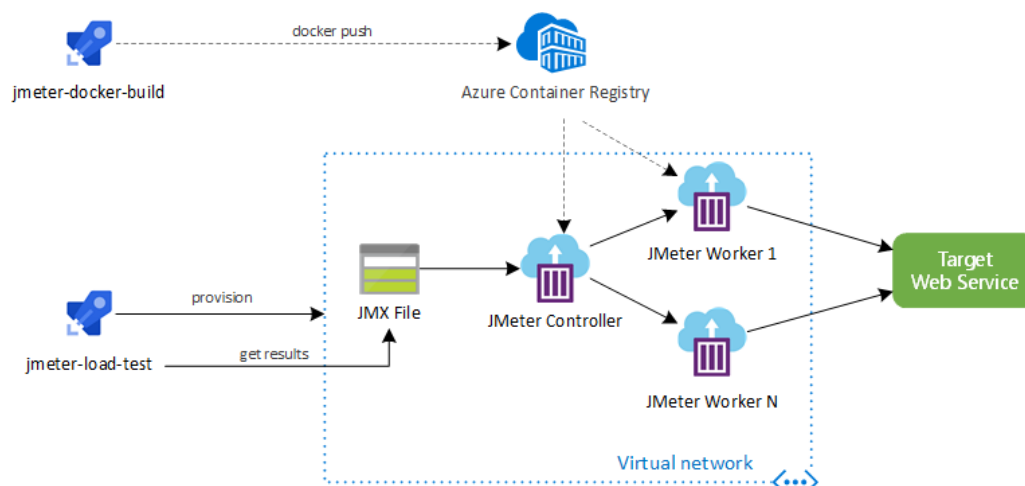 docker push
jmeter-docker-build
Azure Container Registry
JMeter Worker 1
Target
Web Service
provision
JMX File
JMeter Controller
get results
jmeter-load-test
JMeter Worker N
Virtual network